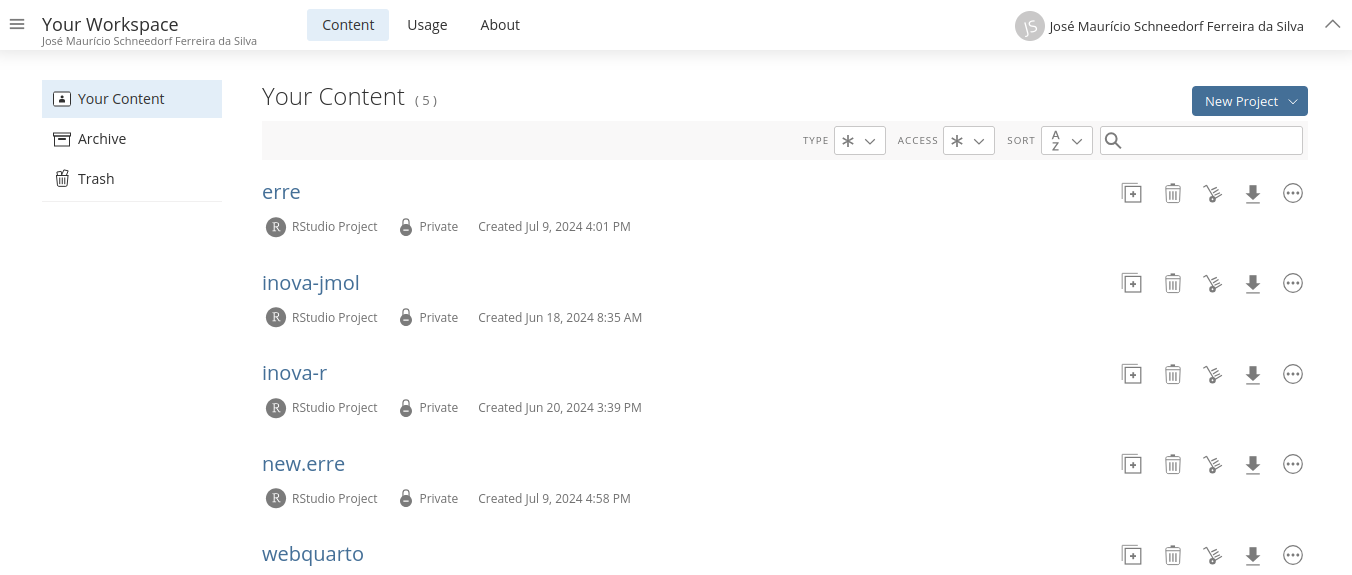 Your Workspace
José Maurício Schneedorf Ferreira da Silva
Content Usage About
JS José Maurício Schneedorf Ferreira da Silva
Your Content
Archive
Trash
Your Content ( 5 )
New Project
TYPE ACCESS SORT A Z
erre
R RStudio Project Private Created Jul 9, 2024 4:01 PM
inova-jmol
R RStudio Project Private Created Jun 18, 2024 8:35 AM
inova-r
R RStudio Project Private Created Jun 20, 2024 3:39 PM
new.erre
R RStudio Project Private Created Jul 9, 2024 4:58 PM
webquarto